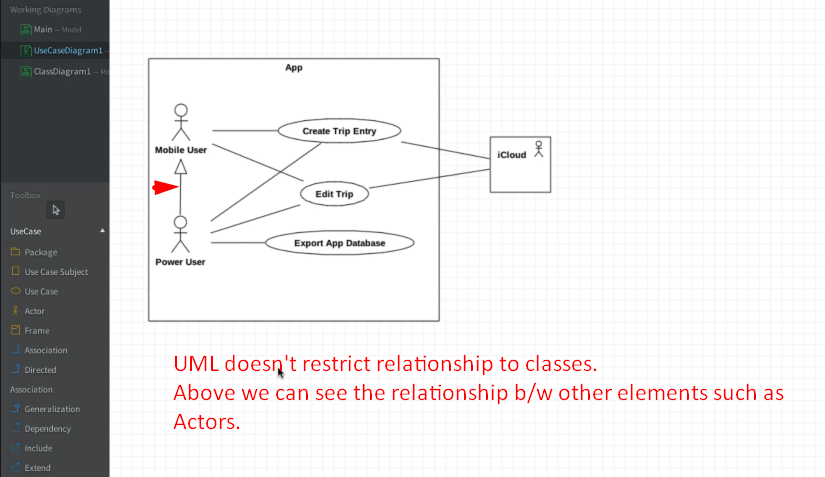 Working Diagrams
Main — Model
UseCaseDiagram1 —
ClassDiagram1 — Mo
Toolbox
UseCase
Package
Use Case Subject
Use Case
Actor
Frame
Association
Directed
Association
Generalization
Dependency
Include
Extend
App
Mobile User
Create Trip Entry
iCloud
Edit Trip
Export App Database
Power User
UML doesn't restrict relationship to classes.
Above we can see the relationship b/w other elements such as
Actors.